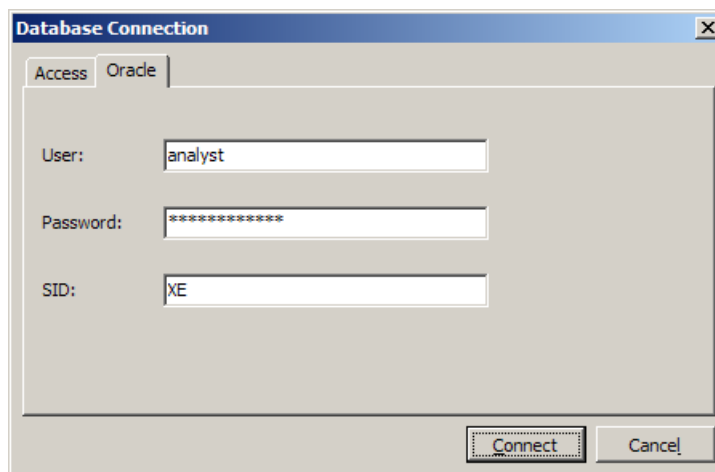 Database Connection
Access Oracle
User: analyst
Password: ************
SID: XE
Connect Cancel